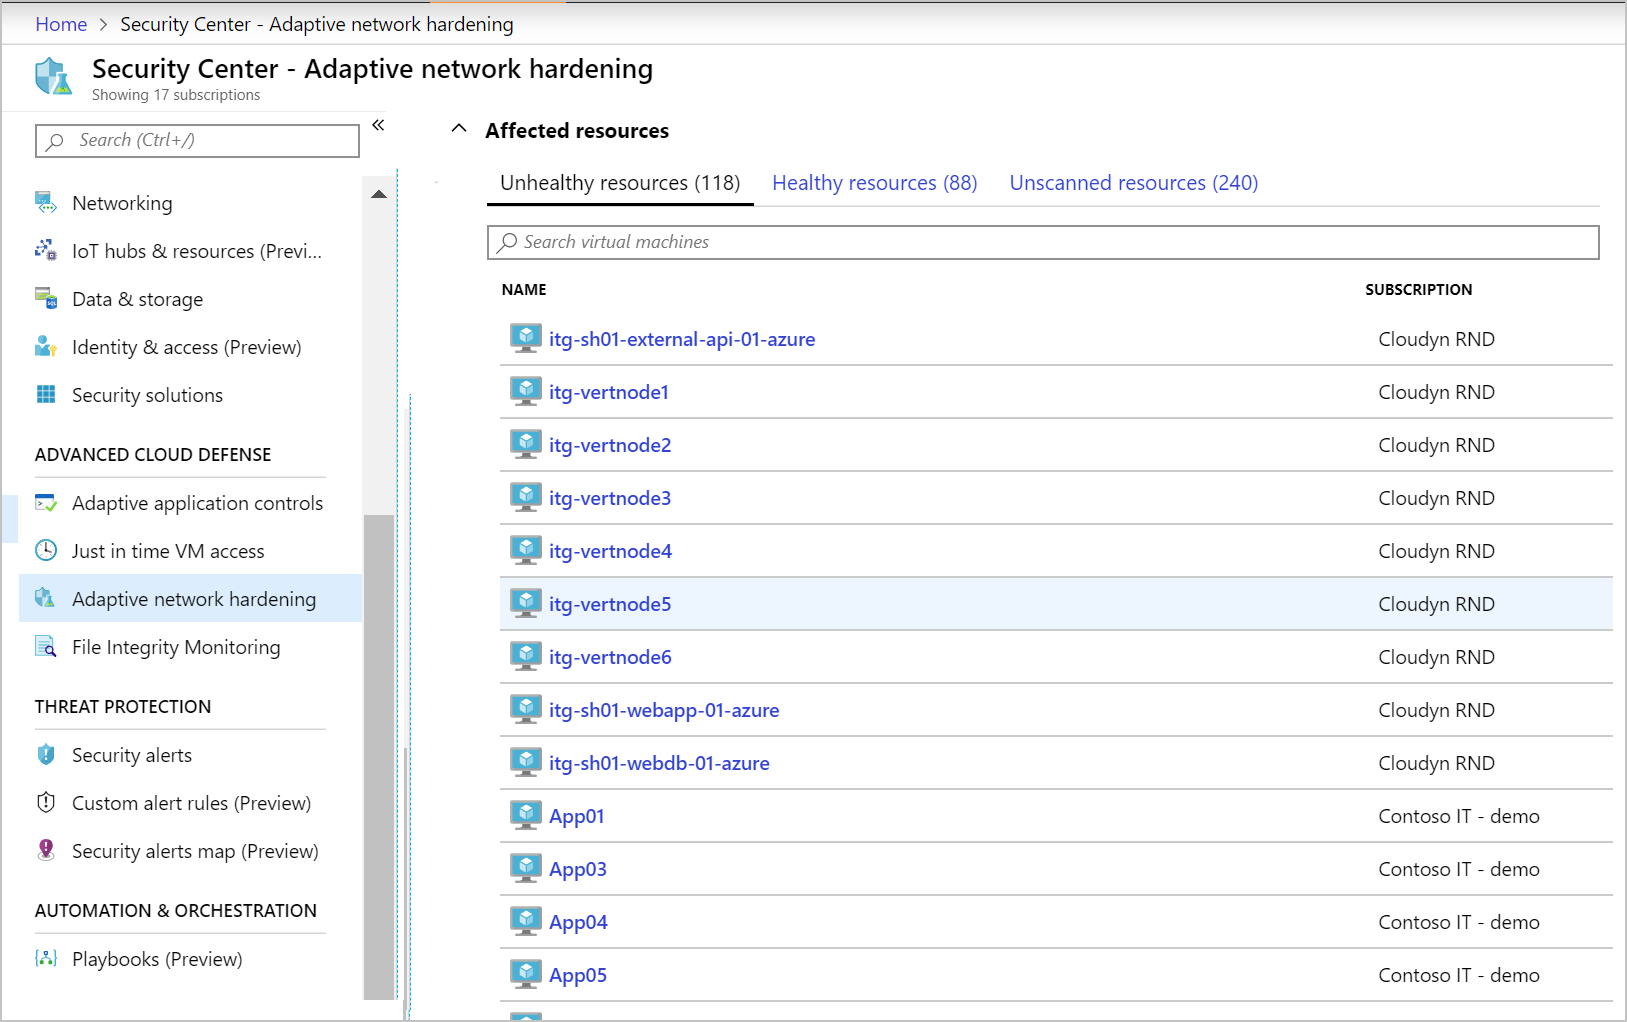 Home > Security Center - Adaptive network hardening
Security Center - Adaptive network hardening
Showing 17 subscriptions
Search (Ctrl+/)
«
Networking
IoT hubs & resources (Previ...
Data & storage
Identity & access (Preview)
Security solutions
ADVANCED CLOUD DEFENSE
Adaptive application controls
Just in time VM access
Adaptive network hardening
File Integrity Monitoring
THREAT PROTECTION
Security alerts
Custom alert rules (Preview)
Security alerts map (Preview)
AUTOMATION & ORCHESTRATION
Playbooks (Preview)
Affected resources
Unhealthy resources (118) Healthy resources (88) Unscanned resources (240)
Search virtual machines
NAME SUBSCRIPTION
itg-sh01-external-api-01-azure Cloudyn RND
itg-vertnode1 Cloudyn RND
itg-vertnode2 Cloudyn RND
itg-vertnode3 Cloudyn RND
itg-vertnode4 Cloudyn RND
itg-vertnode5 Cloudyn RND
itg-vertnode6 Cloudyn RND
itg-sh01-webapp-01-azure Cloudyn RND
itg-sh01-webdb-01-azure Cloudyn RND
App01 Contoso IT - demo
App03 Contoso IT - demo
App04 Contoso IT - demo
App05 Contoso IT - demo